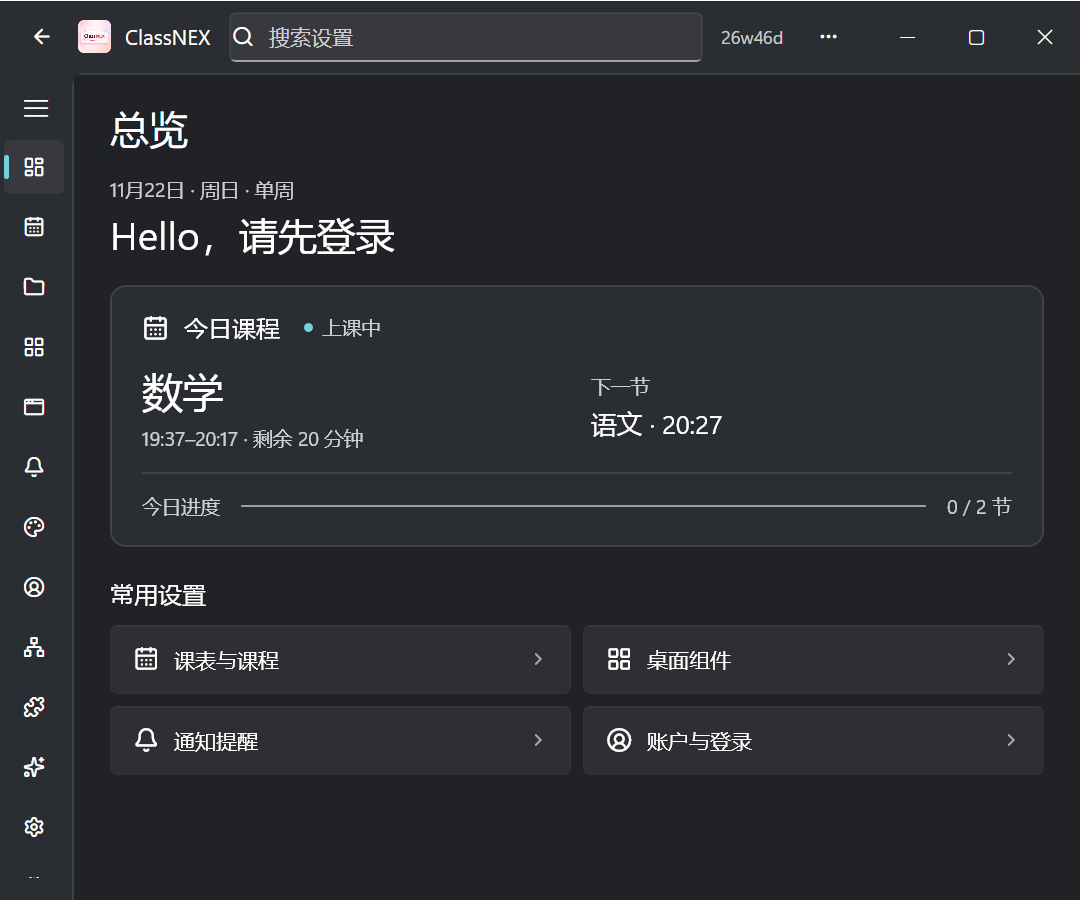 ClassNEX
搜索设置
26w46d
总览
11月22日 · 周日 · 单周
Hello，请先登录
今日课程
上课中
数学
19:37–20:17 · 剩余 20 分钟
下一节
语文 · 20:27
今日进度
0 / 2 节
常用设置
课表与课程
桌面组件
通知提醒
账户与登录